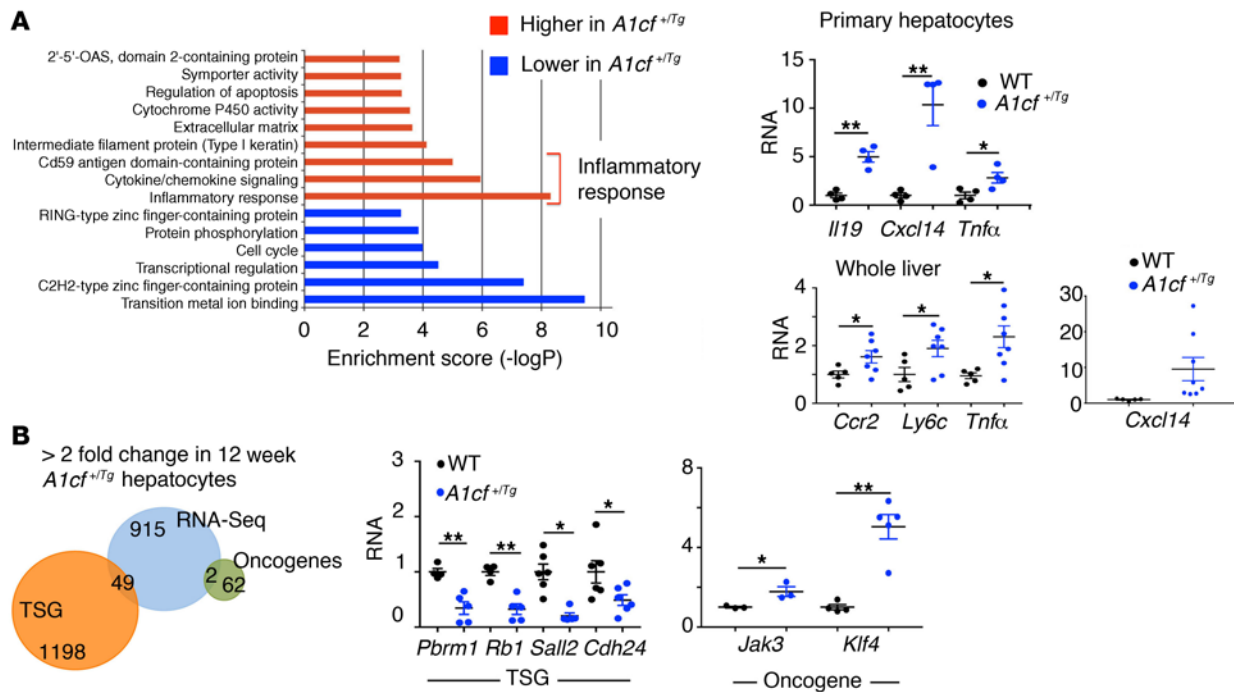 A
Higher in A1cf +/Tg
Lower in A1cf +/Tg
2'-5'-OAS, domain 2-containing protein
Symporter activity
Regulation of apoptosis
Cytochrome P450 activity
Extracellular matrix
Intermediate filament protein (Type I keratin)
Cd59 antigen domain-containing protein
Cytokine/chemokine signaling
Inflammatory response
RING-type zinc finger-containing protein
Protein phosphorylation
Cell cycle
Transcriptional regulation
C2H2-type zinc finger-containing protein
Transition metal ion binding
Inflammatory
response
0 2 4 6 8 10
Enrichment score (-logP)
Primary hepatocytes
WT
A1cf +/Tg
RNA
15
10
5
0
** ** *
Il19 Cxcl14 Tnfα
Whole liver
RNA
4
2
0
* * *
Ccr2 Ly6c Tnfα
WT
A1cf +/Tg
30
20
10
0
Cxcl14
B
> 2 fold change in 12 week
A1cf +/Tg hepatocytes
915 RNA-Seq
Oncogenes
49 2 62
TSG
1198
WT
A1cf +/Tg
RNA
3
2
1
0
** ** * *
Pbrm1 Rb1 Sall2 Cdh24
TSG
8
4
0
* **
Jak3 Klf4
Oncogene